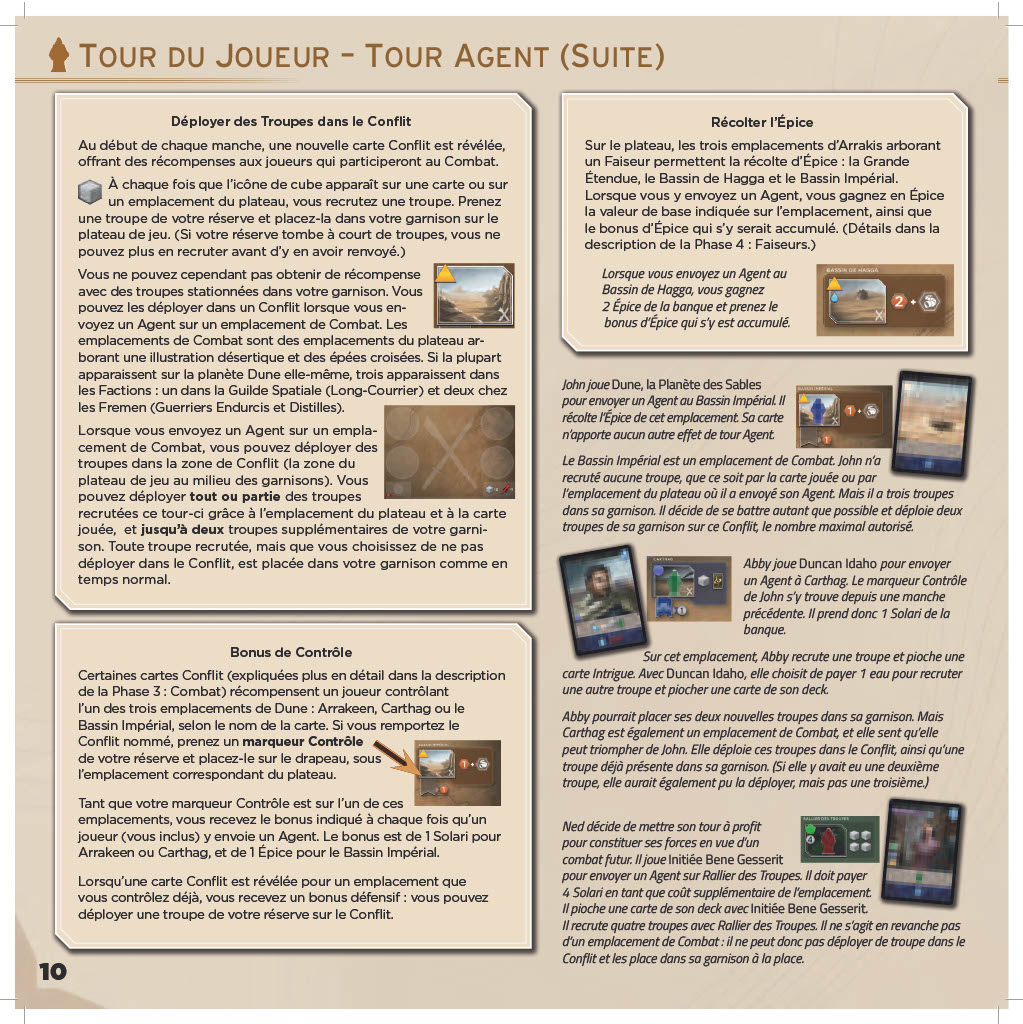 TOUR DU JOUEUR – TOUR AGENT (SUITE)
Déployer des Troupes dans le Conflit
Au début de chaque manche, une nouvelle carte Conflit est révélée,
offrant des récompenses aux joueurs qui participeront au Combat.
À chaque fois que l'icône de cube apparaît sur une carte ou sur
un emplacement du plateau, vous recrutez une troupe. Prenez
une troupe de votre réserve et placez-la dans votre garnison sur le
plateau de jeu. (Si votre réserve tombe à court de troupes, vous ne
pouvez plus en recruter avant d'y en avoir renvoyé.)
Vous ne pouvez cependant pas obtenir de récompense
avec des troupes stationnées dans votre garnison. Vous
pouvez les déployer dans un Conflit lorsque vous en-
voyez un Agent sur un emplacement de Combat. Les
emplacements de Combat sont des emplacements du plateau ar-
borant une illustration désertique et des épées croisées. Si la plupart
apparaissent sur la planète Dune elle-même, trois apparaissent dans
les Factions : un dans la Guilde Spatiale (Long-Courrier) et deux chez
les Fremen (Guerriers Endurcis et Distilles).
Lorsque vous envoyez un Agent sur un empla-
cement de Combat, vous pouvez déployer des
troupes dans la zone de Conflit (la zone du
plateau de jeu au milieu des garnisons). Vous
pouvez déployer tout ou partie des troupes
recrutées ce tour-ci grâce à l'emplacement du plateau et à la carte
jouée, et jusqu'à deux troupes supplémentaires de votre garni-
son. Toute troupe recrutée, mais que vous choisissez de ne pas
déployer dans le Conflit, est placée dans votre garnison comme en
temps normal.
Bonus de Contrôle
Certaines cartes Conflit (expliquées plus en détail dans la description
de la Phase 3 : Combat) récompensent un joueur contrôlant
l'un des trois emplacements de Dune : Arrakeen, Carthag ou le
Bassin Impérial, selon le nom de la carte. Si vous remportez le
Conflit nommé, prenez un marqueur Contrôle
de votre réserve et placez-le sur le drapeau, sous
l'emplacement correspondant du plateau.
BASSIN IMPÉRIAL
1 +
1
Tant que votre marqueur Contrôle est sur l'un de ces
emplacements, vous recevez le bonus indiqué à chaque fois qu'un
joueur (vous inclus) y envoie un Agent. Le bonus est de 1 Solari pour
Arrakeen ou Carthag, et de 1 Épice pour le Bassin Impérial.
Lorsqu'une carte Conflit est révélée pour un emplacement que
vous contrôlez déjà, vous recevez un bonus défensif : vous pouvez
déployer une troupe de votre réserve sur le Conflit.
10
Récolter l'Épice
Sur le plateau, les trois emplacements d'Arrakis arborant
un Faiseur permettent la récolte d'Épice : la Grande
Étendue, le Bassin de Hagga et le Bassin Impérial.
Lorsque vous y envoyez un Agent, vous gagnez en Épice
la valeur de base indiquée sur l'emplacement, ainsi que
le bonus d'Épice qui s'y serait accumulé. (Détails dans la
description de la Phase 4 : Faiseurs.)
Lorsque vous envoyez un Agent au
Bassin de Hagga, vous gagnez
2 Épice de la banque et prenez le
bonus d'Épice qui s'y est accumulé.
BASSIN DE HAGGA
2 +
John joue Dune, la Planète des Sables
pour envoyer un Agent au Bassin Impérial. Il
récolte l'Épice de cet emplacement. Sa carte
n'apporte aucun autre effet de tour Agent.
BASSIN IMPÉRIAL
1 +
1
Le Bassin Impérial est un emplacement de Combat. John n'a
recruté aucune troupe, que ce soit par la carte jouée ou par
l'emplacement du plateau où il a envoyé son Agent. Mais il a trois troupes
dans sa garnison. Il décide de se battre autant que possible et déploie deux
troupes de sa garnison sur ce Conflit, le nombre maximal autorisé.
CARTHAG
1
Abby joue Duncan Idaho pour envoyer
un Agent à Carthag. Le marqueur Contrôle
de John s'y trouve depuis une manche
précédente. Il prend donc 1 Solari de la
banque.
Sur cet emplacement, Abby recrute une troupe et pioche une
carte Intrigue. Avec Duncan Idaho, elle choisit de payer 1 eau pour recruter
une autre troupe et piocher une carte de son deck.
Abby pourrait placer ses deux nouvelles troupes dans sa garnison. Mais
Carthag est également un emplacement de Combat, et elle sent qu'elle
peut triompher de John. Elle déploie ces troupes dans le Conflit, ainsi qu'une
troupe déjà présente dans sa garnison. (Si elle y avait eu une deuxième
troupe, elle aurait également pu la déployer, mais pas une troisième.)
Ned décide de mettre son tour à profit
pour constituer ses forces en vue d'un
combat futur. Il joue Initiée Bene Gesserit
pour envoyer un Agent sur Rallier des Troupes. Il doit payer
4 Solari en tant que coût supplémentaire de l'emplacement.
Il pioche une carte de son deck avec Initiée Bene Gesserit.
RALLIER DES TROUPES
4
Il recrute quatre troupes avec Rallier des Troupes. Il ne s'agit en revanche pas
d'un emplacement de Combat : il ne peut donc pas déployer de troupe dans le
Conflit et les place dans sa garnison à la place.